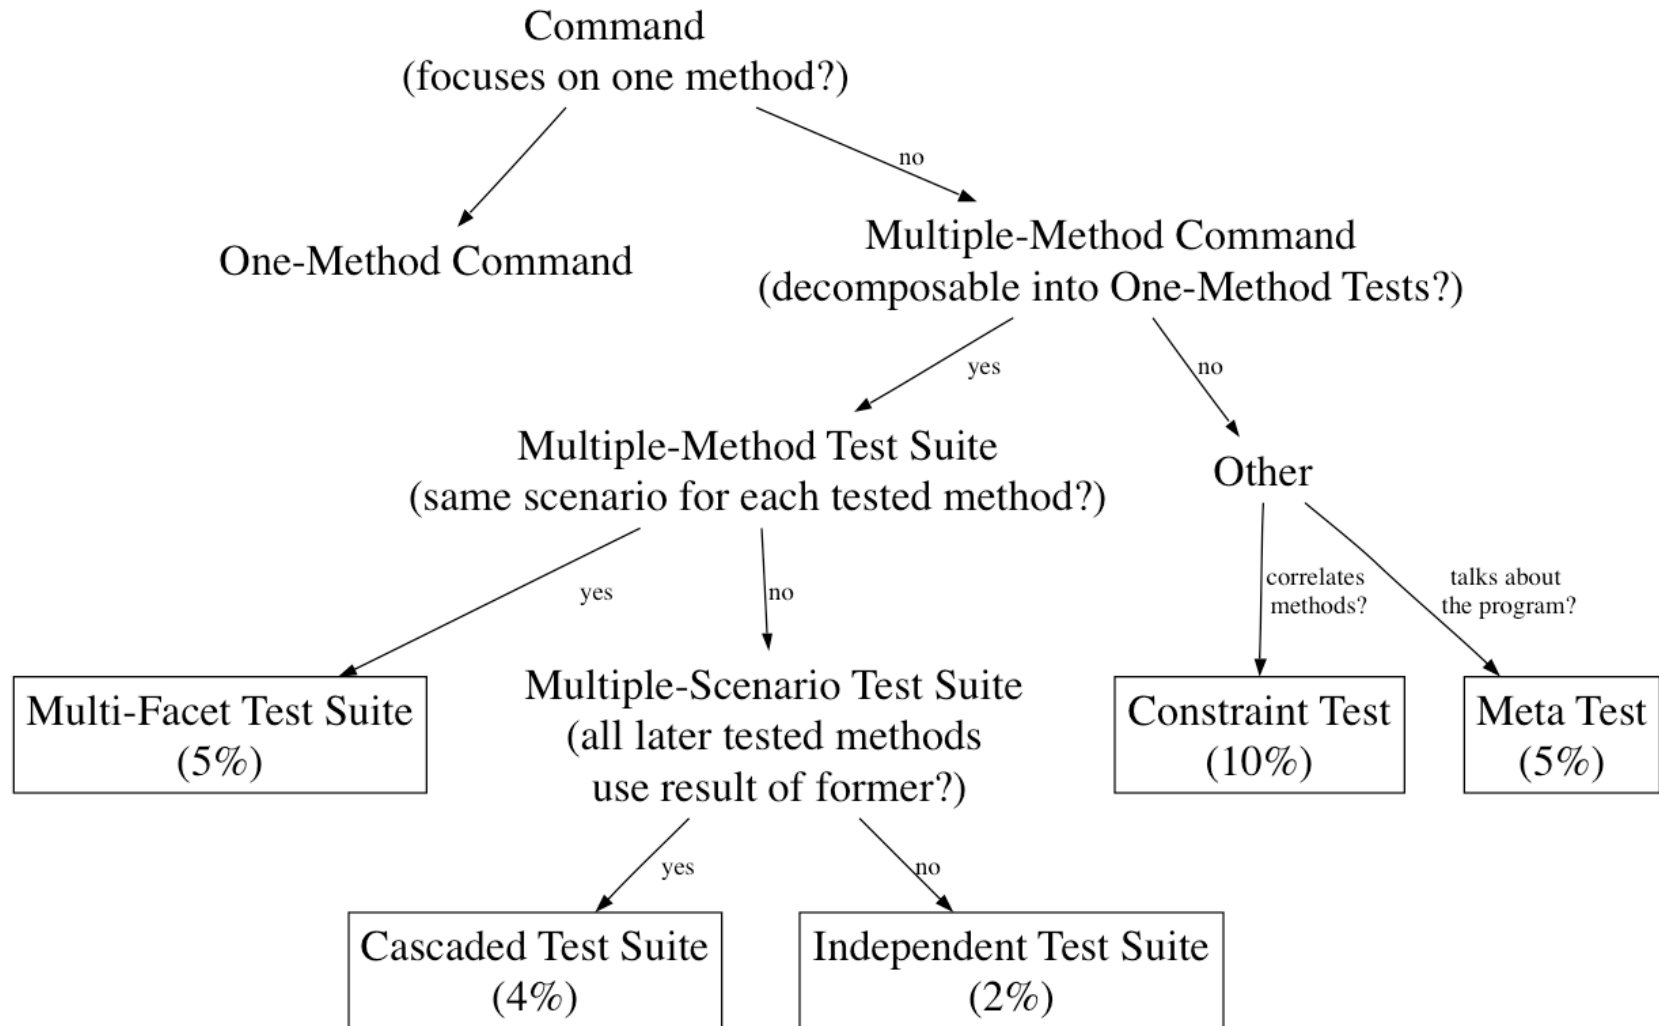 Command
(focuses on one method?)
no
One-Method Command
Multiple-Method Command
(decomposable into One-Method Tests?)
yes
no
Multiple-Method Test Suite
(same scenario for each tested method?)
Other
yes
no
correlates
methods?
talks about
the program?
Multi-Facet Test Suite
(5%)
Multiple-Scenario Test Suite
(all later tested methods
use result of former?)
Constraint Test
(10%)
Meta Test
(5%)
yes
no
Cascaded Test Suite
(4%)
Independent Test Suite
(2%)